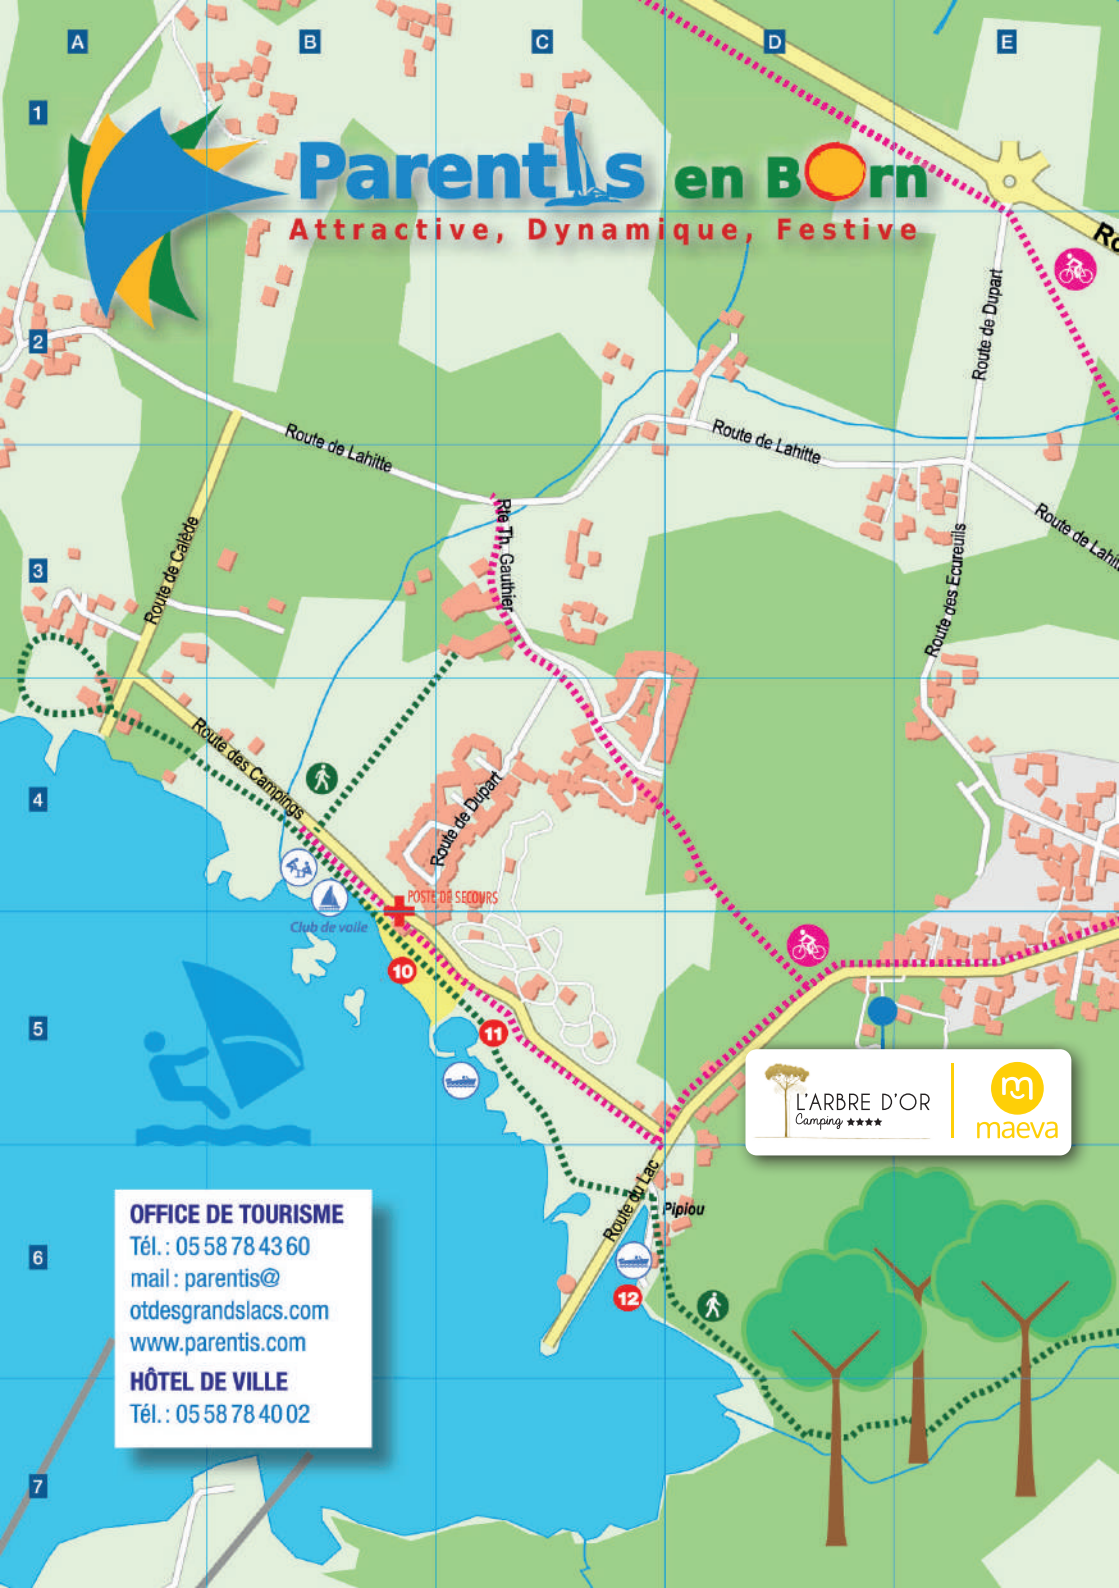 A B C D E
1
Parentis en Born
Attractive, Dynamique, Festive
Route de Dupart
2
Route de Lahitte
Route de Lahitte
Rte Th. Gauthier
Route de Calède
Route des Ecureuils
3
Route des Campings
4
Route de Dupart
POSTE DE SECOURS
Club de voile
10
11
5
L'ARBRE D'OR
Camping
maeva
Route du Lac
Pipiou
OFFICE DE TOURISME
Tél. : 05 58 78 43 60
mail : parentis@
otdesgrandslacs.com
www.parentis.com
HÔTEL DE VILLE
Tél. : 05 58 78 40 02
6
12
7